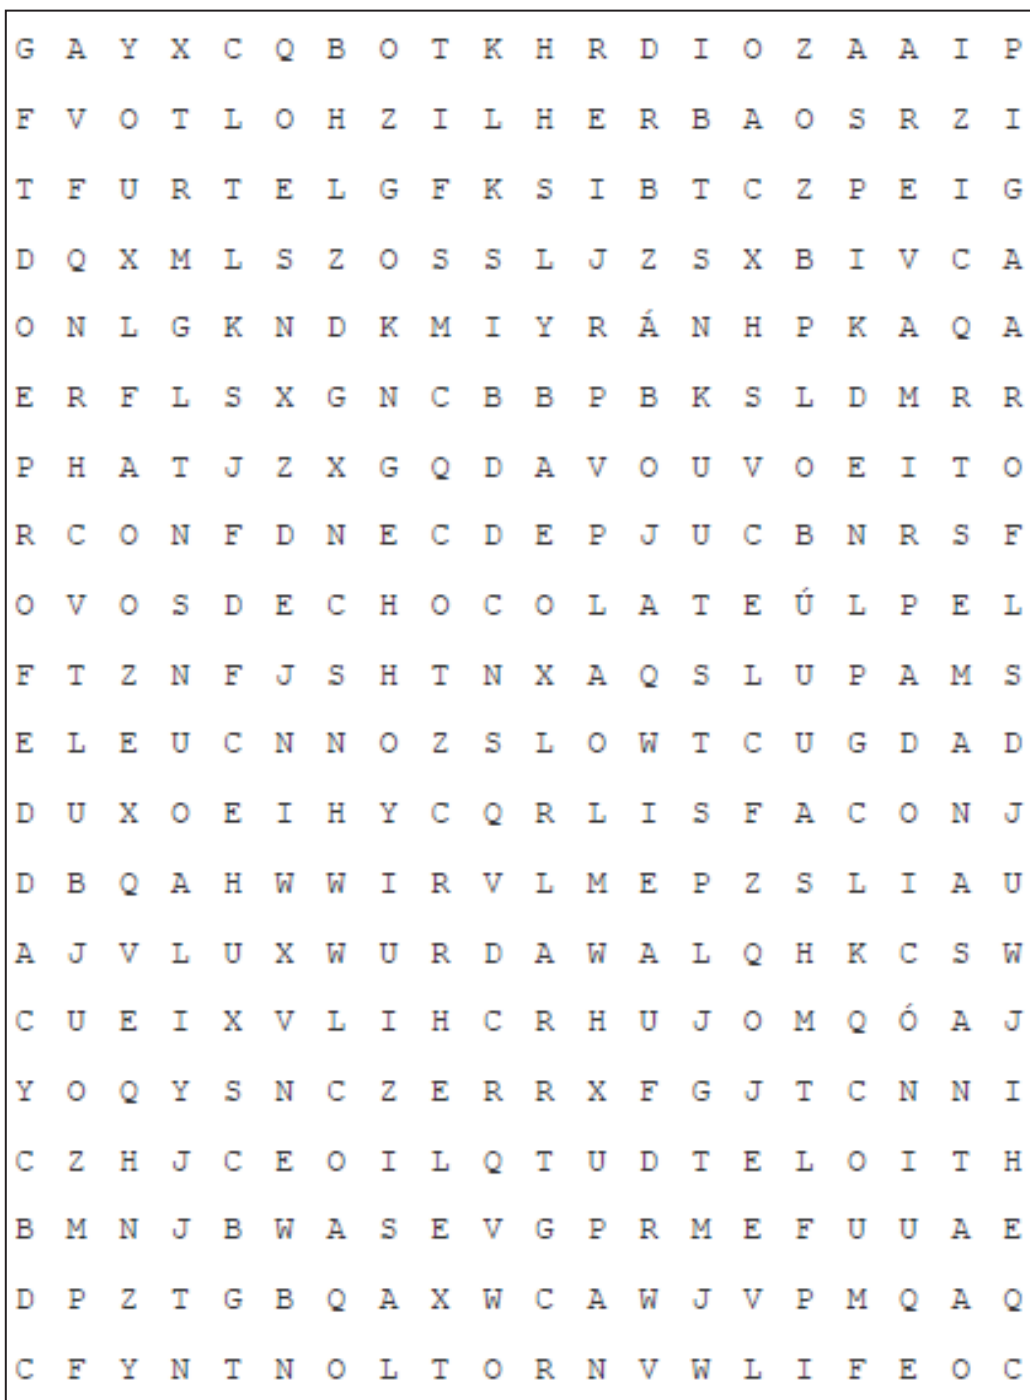 G A Y X C Q B O T K H R D I O Z A A I P
F V O T L O H Z I L H E R B A O S R Z I
T F U R T E L G F K S I B T C Z P E I G
D Q X M L S Z O S S L J Z S X B I V C A
O N L G K N D K M I Y R Á N H P K A Q A
E R F L S X G N C B B P B K S L D M R R
P H A T J Z X G Q D A V O U V O E I T O
R C O N F D N E C D E P J U C B N R S F
O V O S D E C H O C O L A T E Ú L P E L
F T Z N F J S H T N X A Q S L U P A M S
E L E U C N N O Z S L O W T C U G D A D
D U X O E I H Y C Q R L I S F A C O N J
D B Q A H W W I R V L M E P Z S L I A U
A J V L U X W U R D A W A L Q H K C S W
C U E I X V L I H C R H U J O M Q Ó A J
Y O Q Y S N C Z E R R X F G J T C N N I
C Z H J C E O I L Q T U D T E L O I T H
B M N J B W A S E V G P R M E F U U A E
D P Z T G B Q A X W C A W J V P M Q A Q
C F Y N T N O L T O R N V W L I F E O C